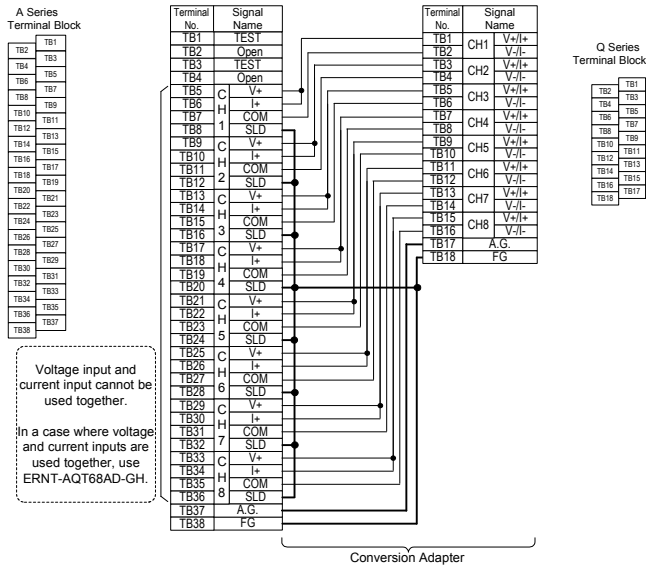 A Series
Terminal Block
TB1
TB2
TB3
TB4
TB5
TB6
TB7
TB8
TB9
TB10
TB11
TB12
TB13
TB14
TB15
TB16
TB17
TB18
TB19
TB20
TB21
TB22
TB23
TB24
TB25
TB26
TB27
TB28
TB29
TB30
TB31
TB32
TB33
TB34
TB35
TB36
TB37
TB38
Voltage input and
current input cannot be
used together.
In a case where voltage
and current inputs are
used together, use
ERNT-AQT68AD-GH.
Terminal No. Signal Name
TB1 TEST
TB2 Open
TB3 TEST
TB4 Open
CH1
TB5 V+
TB6 I+
TB7 COM
TB8 SLD
CH2
TB9 V+
TB10 I+
TB11 COM
TB12 SLD
CH3
TB13 V+
TB14 I+
TB15 COM
TB16 SLD
CH4
TB17 V+
TB18 I+
TB19 COM
TB20 SLD
CH5
TB21 V+
TB22 I+
TB23 COM
TB24 SLD
CH6
TB25 V+
TB26 I+
TB27 COM
TB28 SLD
CH7
TB29 V+
TB30 I+
TB31 COM
TB32 SLD
CH8
TB33 V+
TB34 I+
TB35 COM
TB36 SLD
TB37 A.G.
TB38 FG
Terminal No. Signal Name
CH1
TB1 V+/I+
TB2 V-/I-
CH2
TB3 V+/I+
TB4 V-/I-
CH3
TB5 V+/I+
TB6 V-/I-
CH4
TB7 V+/I+
TB8 V-/I-
CH5
TB9 V+/I+
TB10 V-/I-
CH6
TB11 V+/I+
TB12 V-/I-
CH7
TB13 V+/I+
TB14 V-/I-
CH8
TB15 V+/I+
TB16 V-/I-
TB17 A.G.
TB18 FG
Conversion Adapter
Q Series
Terminal Block
TB1
TB2
TB3
TB4
TB5
TB6
TB7
TB8
TB9
TB10
TB11
TB12
TB13
TB14
TB15
TB16
TB17
TB18